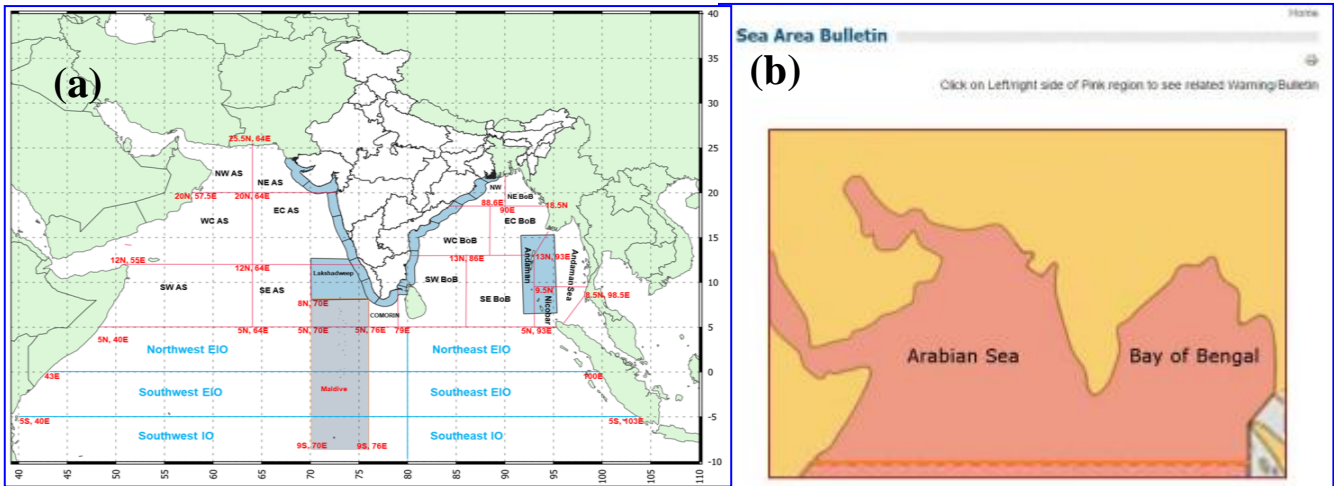 (a)
40
35
30
25
20
15
10
5
0
-5
-10
25.5N, 64E
NW AS
NE AS
20N, 57.5E
20N, 64E
WC AS
EC AS
12N, 55E
12N, 64E
SW AS
SE AS
Lakshadweep
8N, 70E
COMORIN
5N, 40E
5N, 64E
5N, 70E
5N, 76E
79E
NW
NE BoB
88.6E
90E
18.5N
EC BoB
WC BoB
13N, 86E
13N, 93E
Andaman
Andaman Sea
SW BoB
SE BoB
9.5N
Nicobar
8.5N, 98.5E
5N, 93E
Northwest EIO
Northeast EIO
43E
100E
Southwest EIO
Maldive
Southeast EIO
5S, 40E
5S, 103E
Southwest IO
Southeast IO
9S, 70E
9S, 76E
40
45
50
55
60
65
70
75
80
85
90
95
100
105
110
Home
Sea Area Bulletin
(b)
Click on Left/right side of Pink region to see related Warning/Bulletin
Arabian Sea
Bay of Bengal